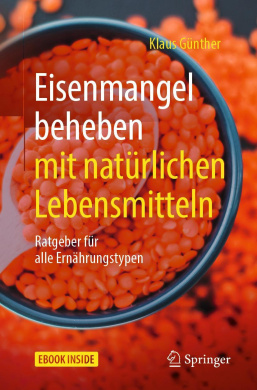 Klaus Günther
Eisenmangel
beheben
mit natürlichen
Lebensmitteln
Ratgeber für
alle Ernährungstypen
EBOOK INSIDE
Springer